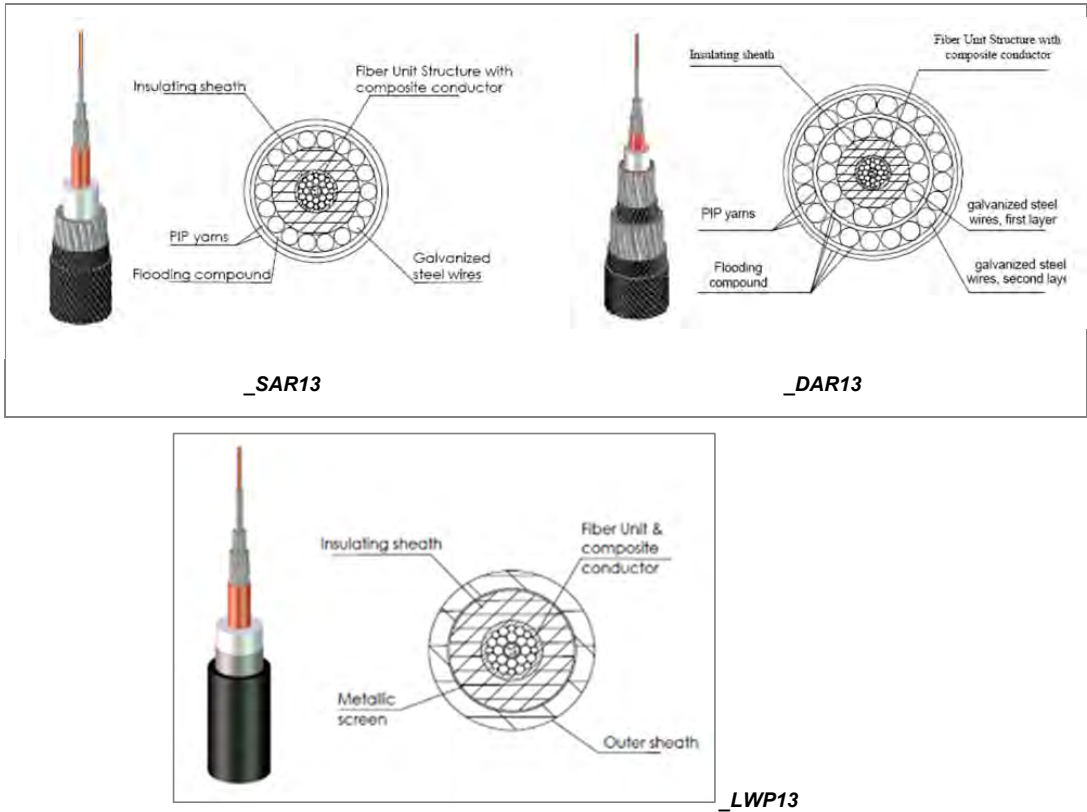 Insulating sheath
Fiber Unit Structure with
composite conductor
PIP yarns
Flooding compound
Galvanized
steel wires
_SAR13
Fiber Unit Structure with
composite conductor
Insulating sheath
PIP yarns
Flooding
compound
galvanized steel
wires, first layer
galvanized steel
wires, second laye
_DAR13
Insulating sheath
Fiber Unit &
composite
conductor
Metallic
screen
Outer sheath
_LWP13